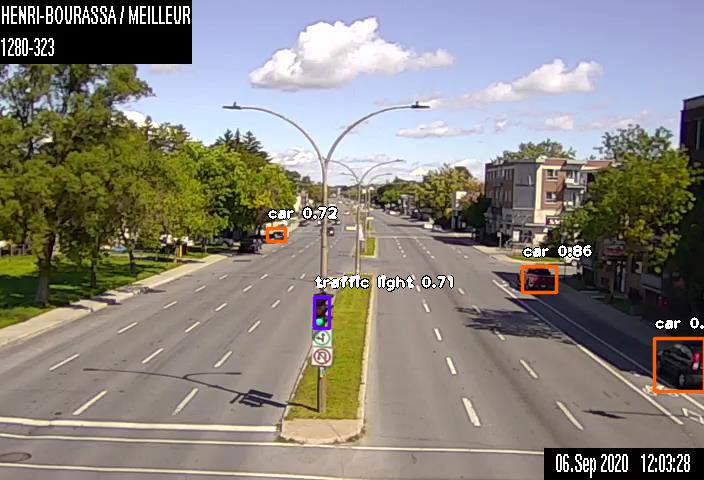 HENRI-BOURASSA / MEILLEUR
1280-323
car 0.72
car 0.86
traffic light 0.71
car 0.
06.Sep 2020 12:03:28